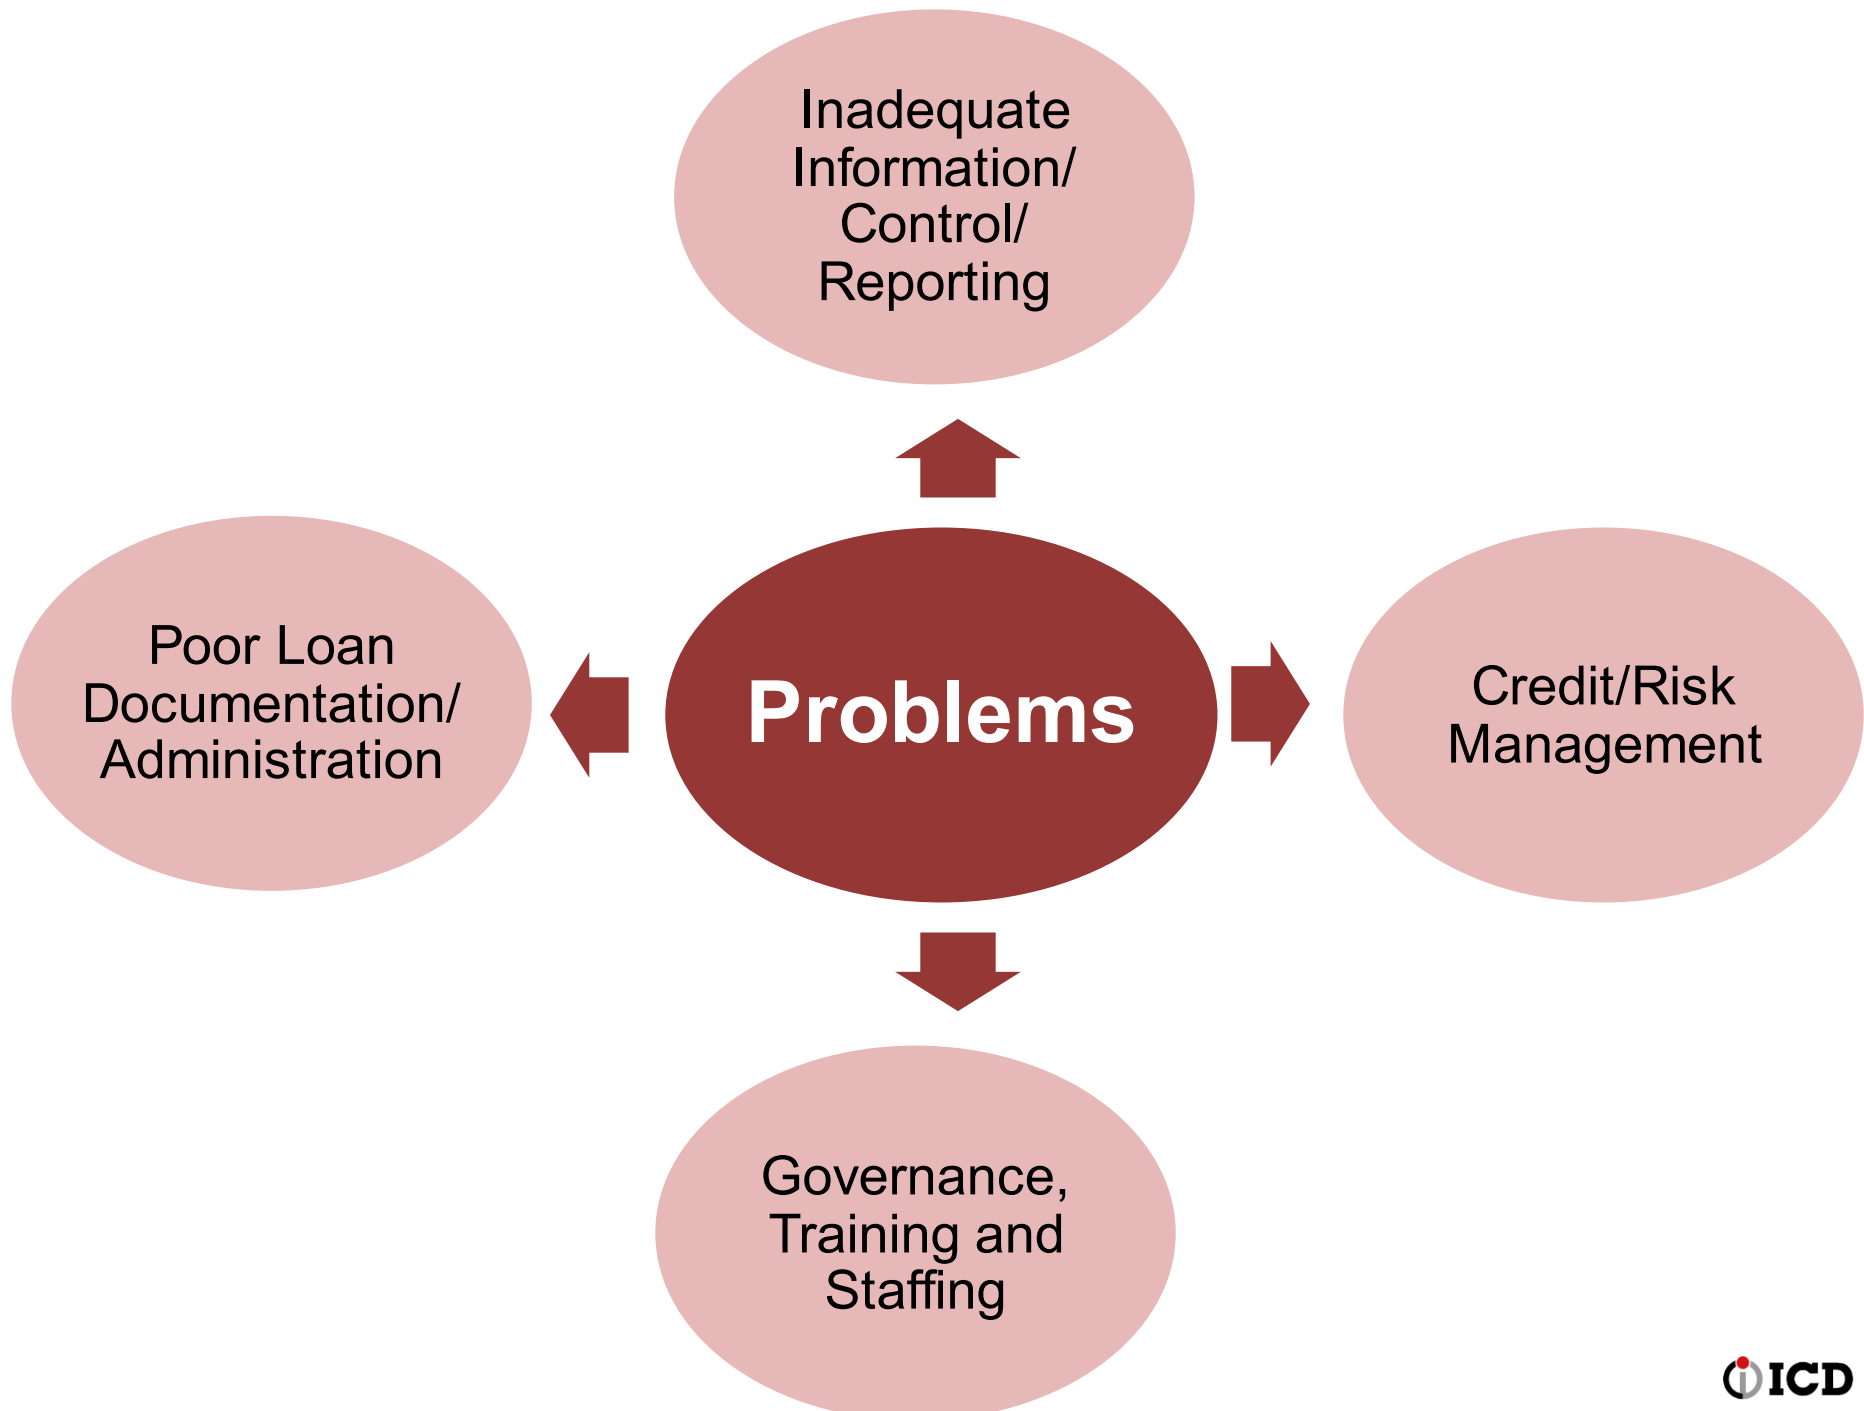 Inadequate
Information/
Control/
Reporting
Poor Loan
Documentation/
Administration
Problems
Credit/Risk
Management
Governance,
Training and
Staffing
ICD